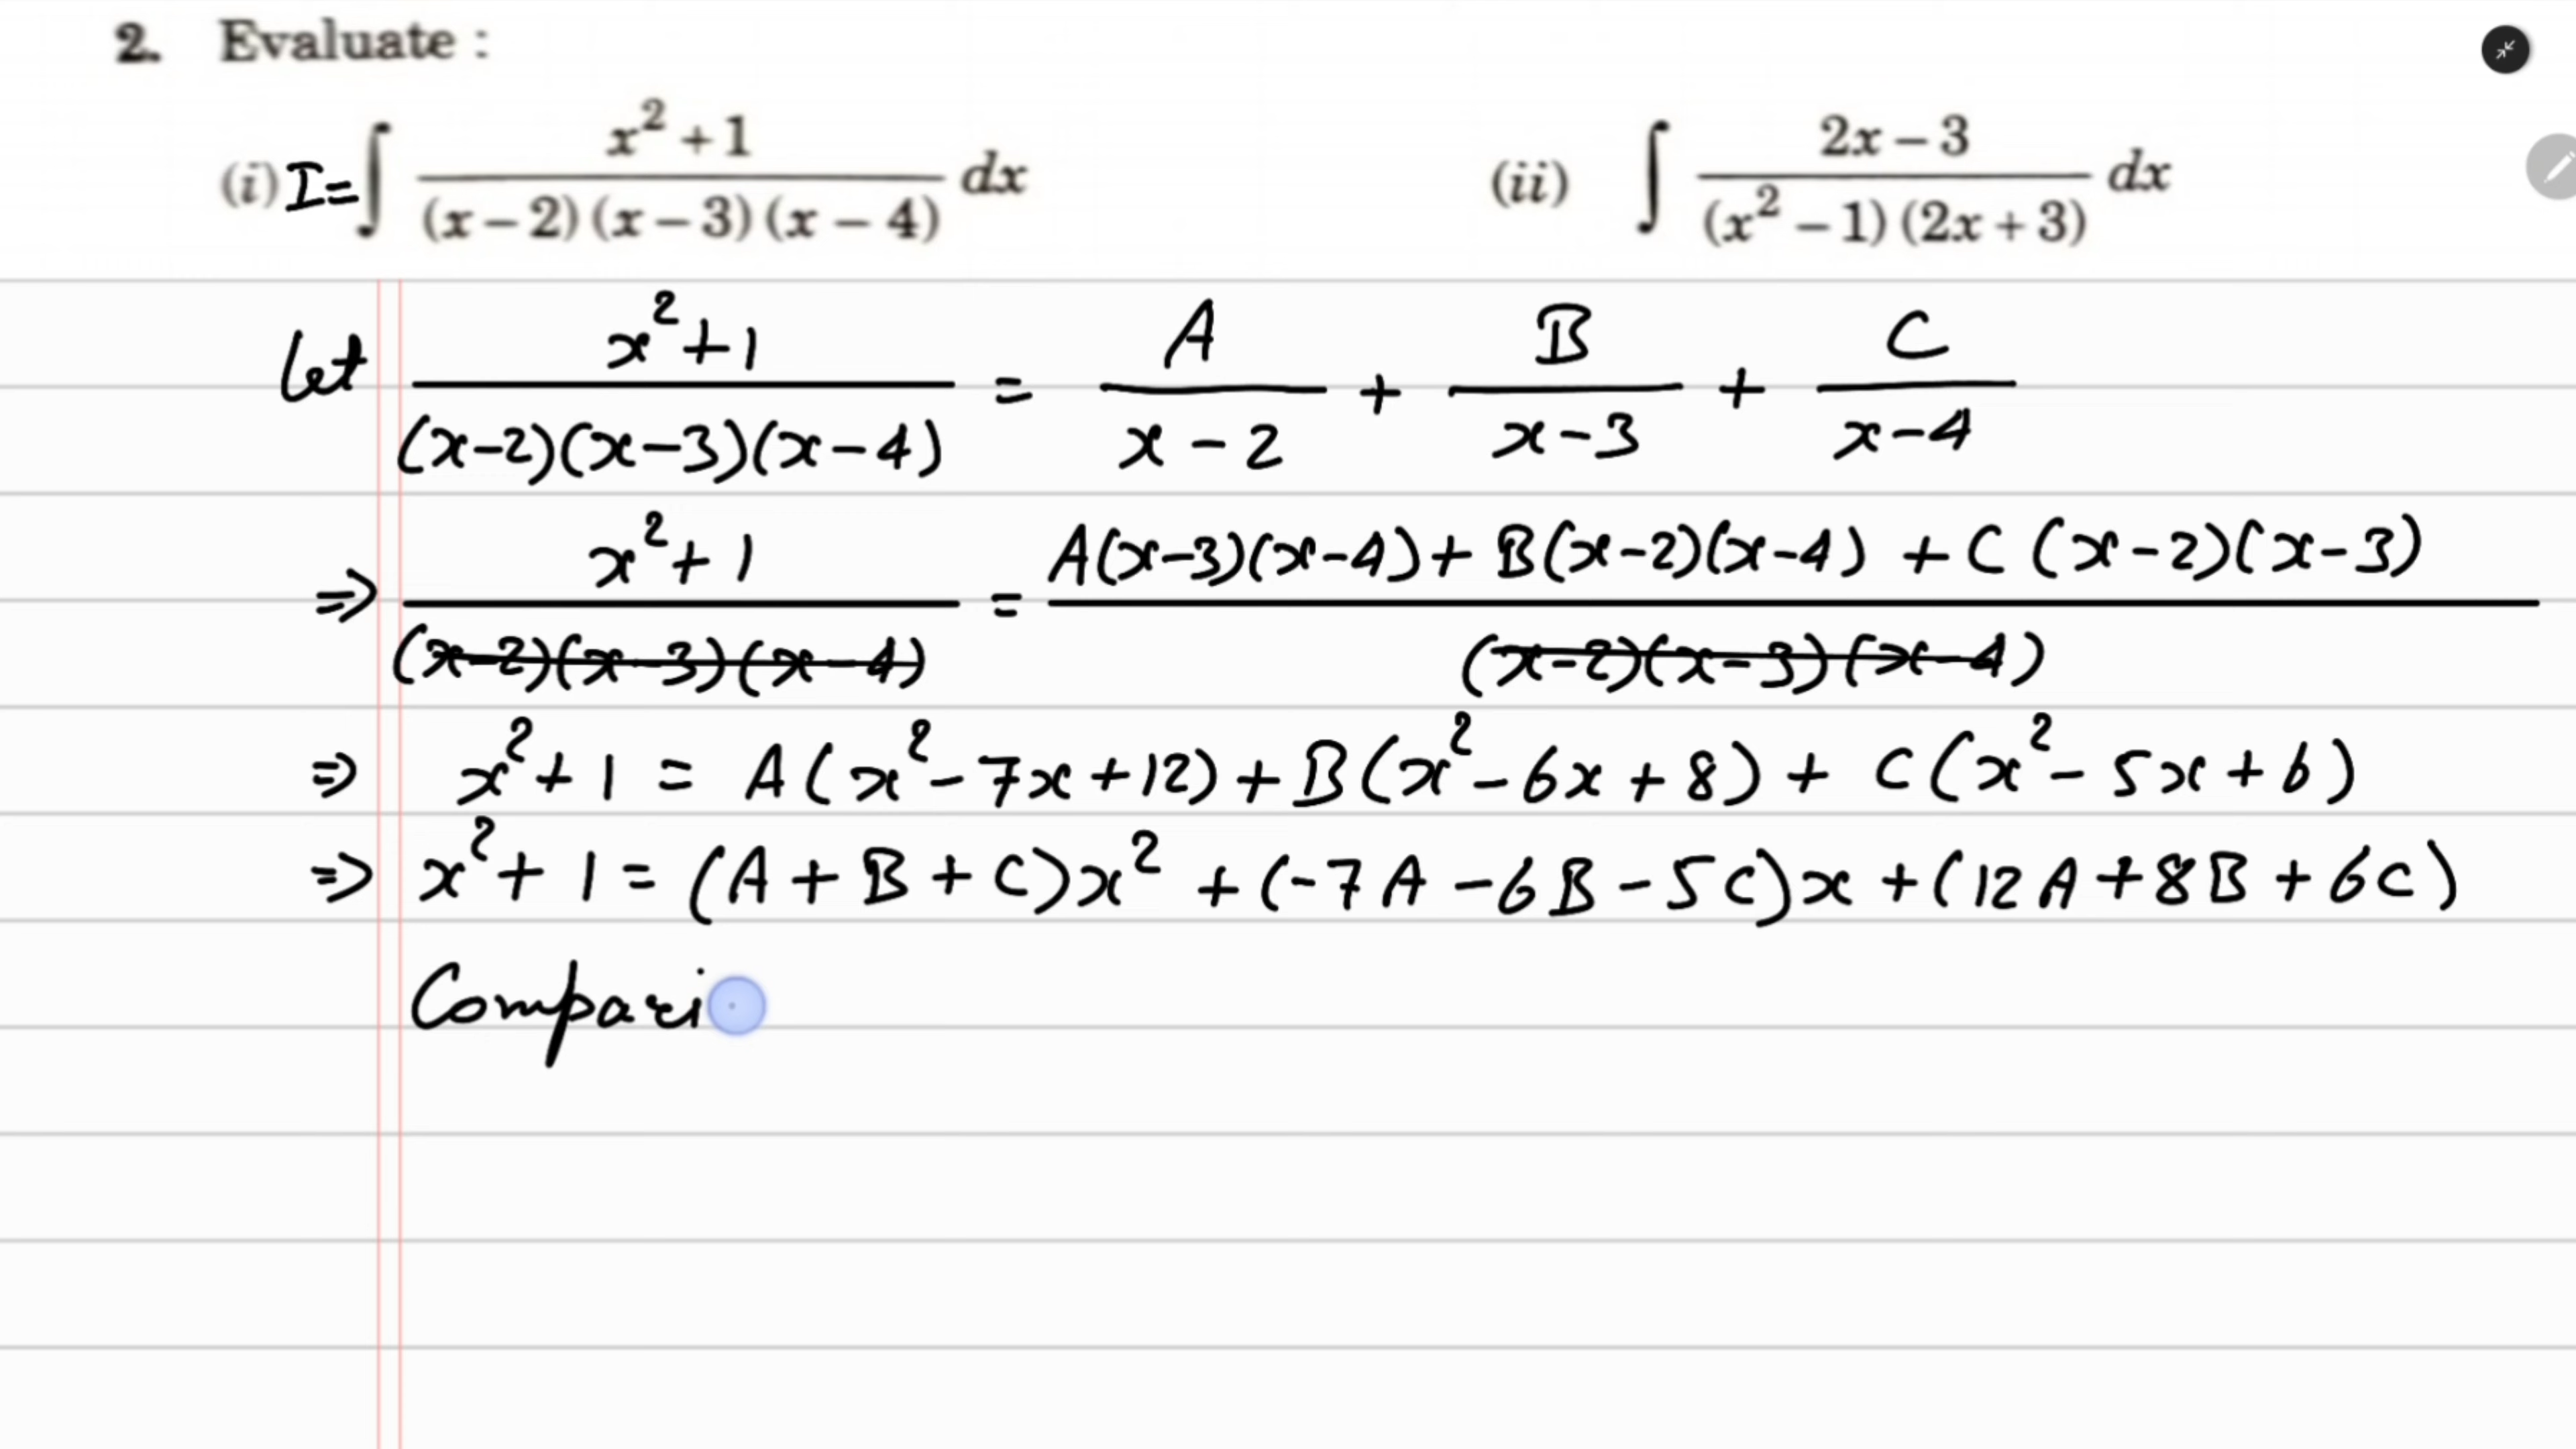 2. Evaluate :
(i) I = ∫ (x² + 1) / ((x − 2) (x − 3) (x − 4)) dx (ii) ∫ (2x − 3) / ((x² − 1) (2x + 3)) dx
Let (x² + 1) / ((x−2)(x−3)(x−4)) = A / (x − 2) + B / (x − 3) + C / (x − 4)
⇒ (x² + 1) / ((x−2)(x−3)(x−4)) = (A(x−3)(x−4) + B(x−2)(x−4) + C(x−2)(x−3)) / ((x−2)(x−3)(x−4))
⇒ x² + 1 = A(x² − 7x + 12) + B(x² − 6x + 8) + C(x² − 5x + 6)
⇒ x² + 1 = (A + B + C)x² + (−7A − 6B − 5C)x + (12A + 8B + 6C)
Compari